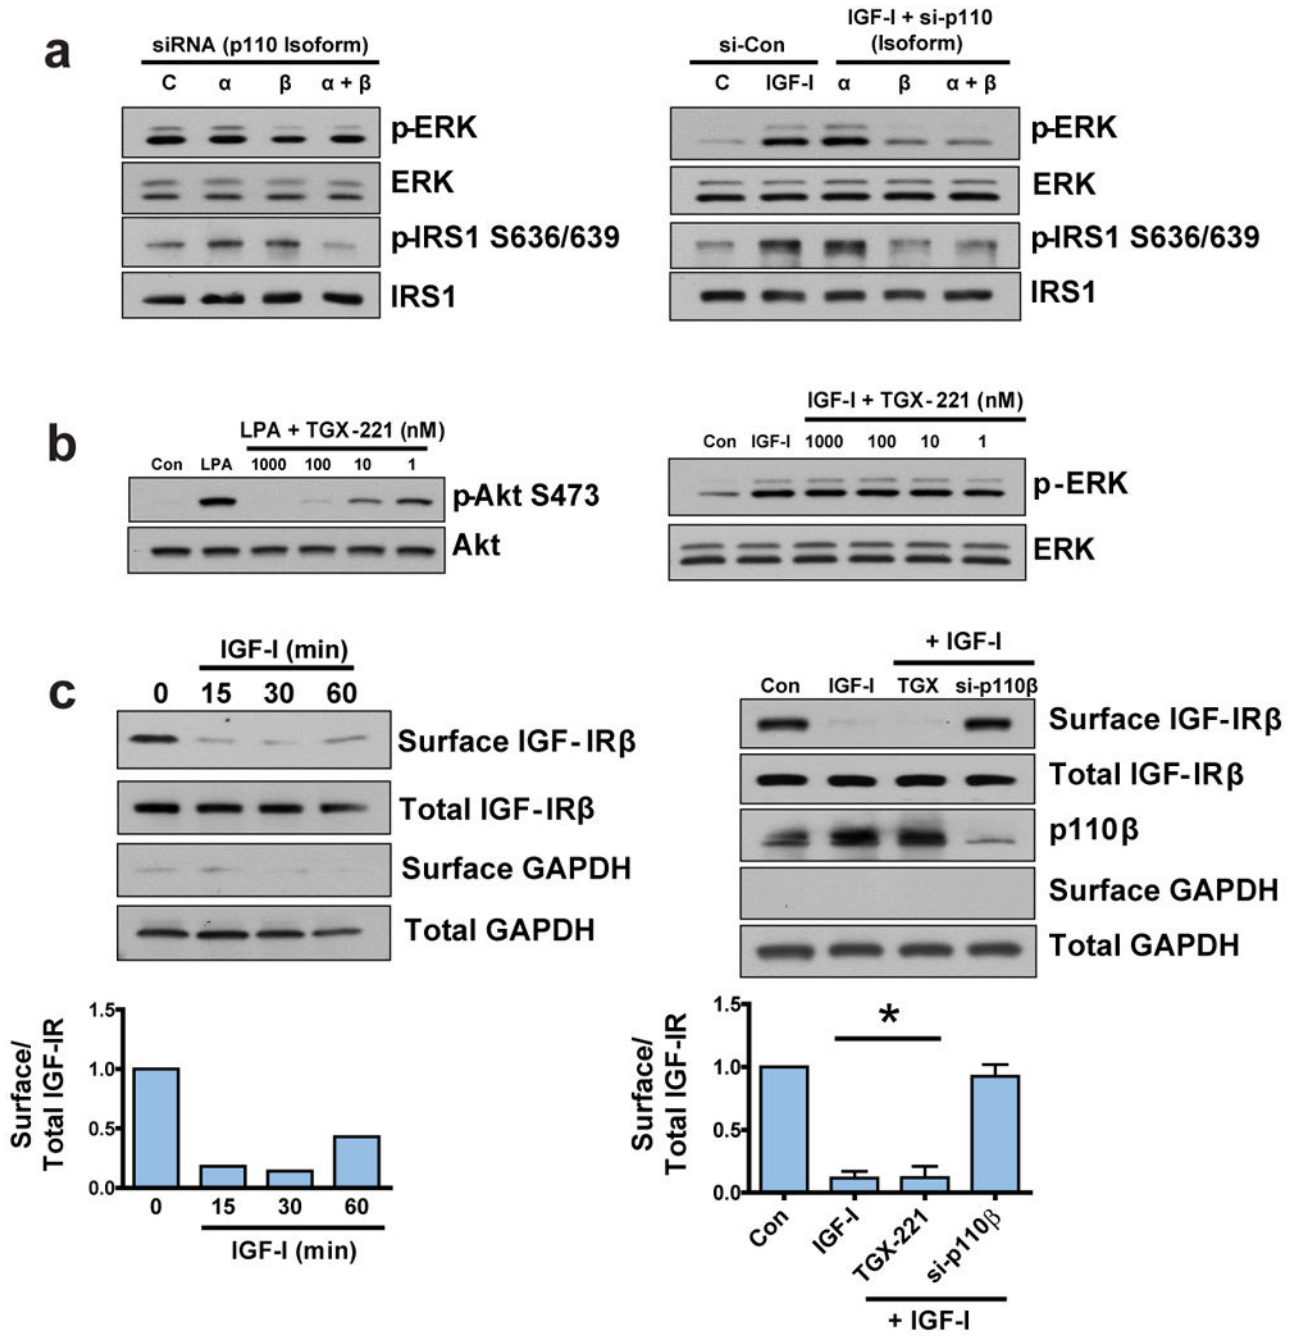 a
siRNA (p110 Isoform)
C α β α + β
p-ERK
ERK
p-IRS1 S636/639
IRS1
si-Con
IGF-I + si-p110
(Isoform)
C IGF-I α β α + β
p-ERK
ERK
p-IRS1 S636/639
IRS1
b
LPA + TGX-221 (nM)
Con LPA 1000 100 10 1
p-Akt S473
Akt
IGF-I + TGX-221 (nM)
Con IGF-I 1000 100 10 1
p-ERK
ERK
c
IGF-I (min)
0 15 30 60
Surface IGF-IRβ
Total IGF-IRβ
Surface GAPDH
Total GAPDH
+ IGF-I
Con IGF-I TGX si-p110β
Surface IGF-IRβ
Total IGF-IRβ
p110β
Surface GAPDH
Total GAPDH
Surface/
Total IGF-IR
1.5
1.0
0.5
0.0
0 15 30 60
IGF-I (min)
Surface/
Total IGF-IR
1.5
1.0
0.5
0.0
*
Con IGF-I TGX-221 si-p110β
+ IGF-I